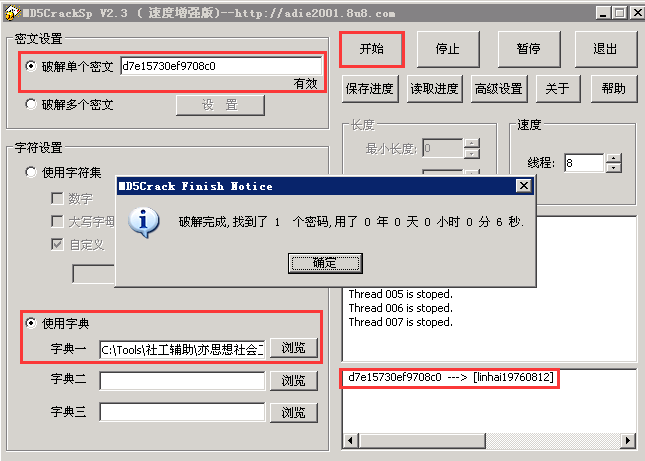 MD5CrackSp V2.3 ( 速度增强版)--http://adie2001.8u8.com
密文设置
破解单个密文 d7e15730ef9708c0
有效
破解多个密文 设 置
开始 停止 暂停 退出
保存进度 读取进度 高级设置 关于 帮助
长度
最小长度: 0
速度
线程: 8
字符设置
使用字符集
数字
大写字母
自定义
MD5Crack Finish Notice
破解完成,找到了 1 个密码,用了 0 年 0 天 0 小时 0 分 6 秒.
确定
Thread 005 is stoped.
Thread 006 is stoped.
Thread 007 is stoped.
使用字典
字典一 C:\Tools\社工辅助\亦思想社会工 浏览
字典二 浏览
字典三 浏览
d7e15730ef9708c0 ---> [linhai19760812]